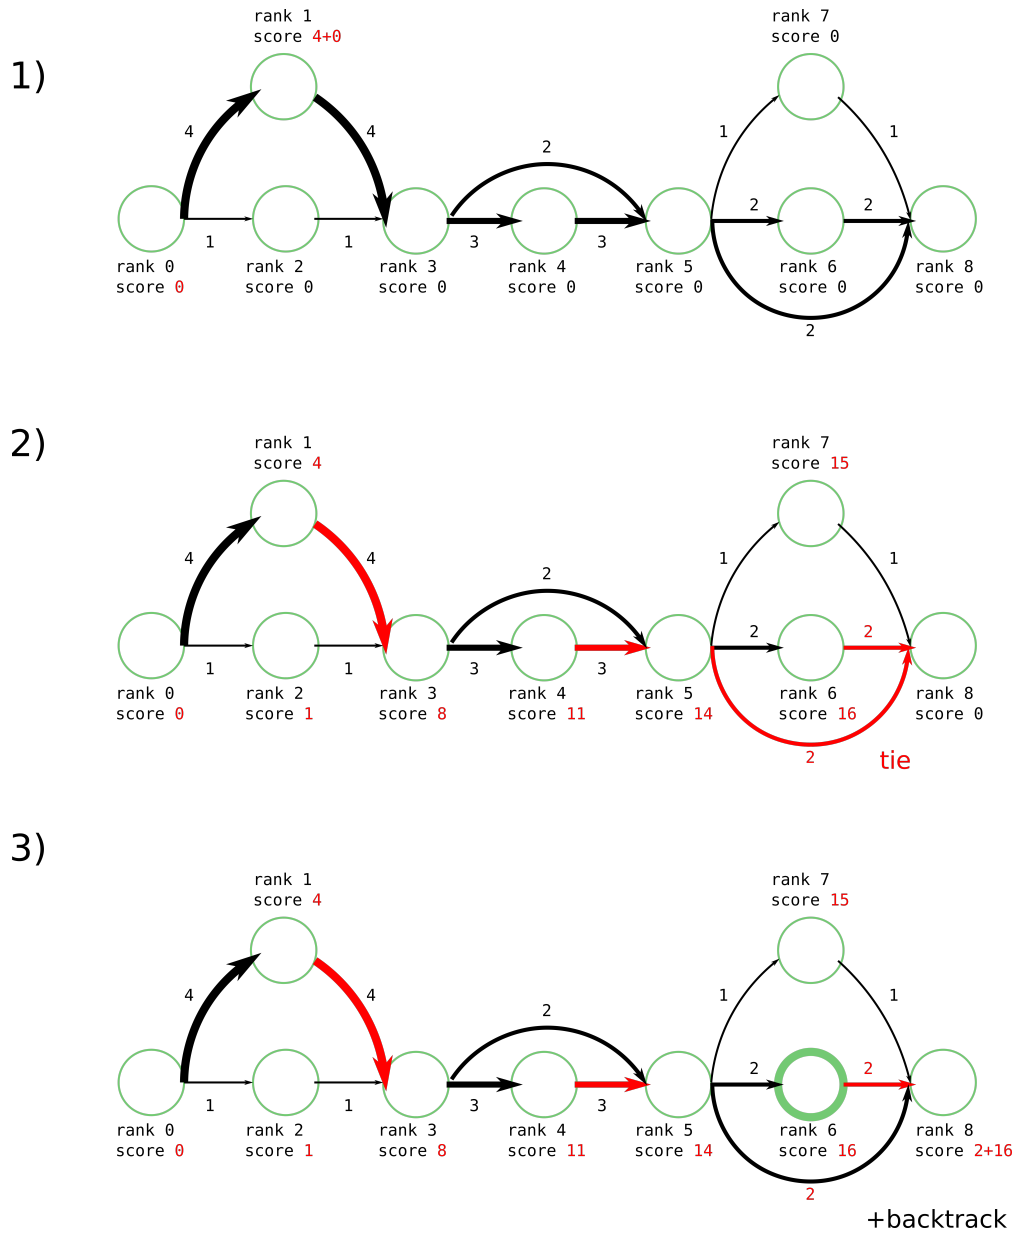 1)
rank 1
score 4+0
rank 7
score 0
4
4
2
1
1
1
1
3
3
2
2
rank 0
score 0
rank 2
score 0
rank 3
score 0
rank 4
score 0
rank 5
score 0
rank 6
score 0
rank 8
score 0
2
2)
rank 1
score 4
rank 7
score 15
4
4
2
1
1
1
1
3
3
2
2
rank 0
score 0
rank 2
score 1
rank 3
score 8
rank 4
score 11
rank 5
score 14
rank 6
score 16
rank 8
score 0
2
tie
3)
rank 1
score 4
rank 7
score 15
4
4
2
1
1
1
1
3
3
2
2
rank 0
score 0
rank 2
score 1
rank 3
score 8
rank 4
score 11
rank 5
score 14
rank 6
score 16
rank 8
score 2+16
2
+backtrack